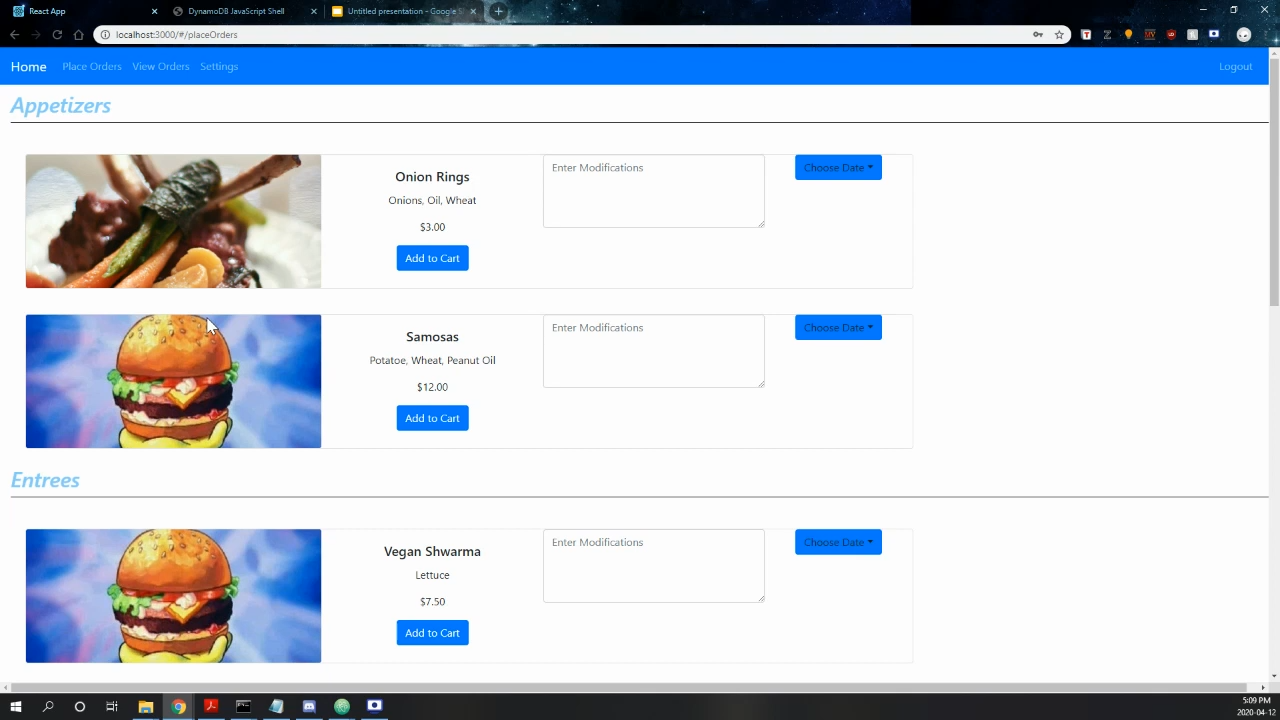 React App
DynamoDB JavaScript Shell
Untitled presentation - Google
localhost:3000/#/placeOrders
Home Place Orders View Orders Settings Logout
Appetizers
Onion Rings
Onions, Oil, Wheat
$3.00
Add to Cart
Enter Modifications
Choose Date
Samosas
Potatoe, Wheat, Peanut Oil
$12.00
Add to Cart
Enter Modifications
Choose Date
Entrees
Vegan Shwarma
Lettuce
$7.50
Add to Cart
Enter Modifications
Choose Date
5:09 PM
2020-04-12